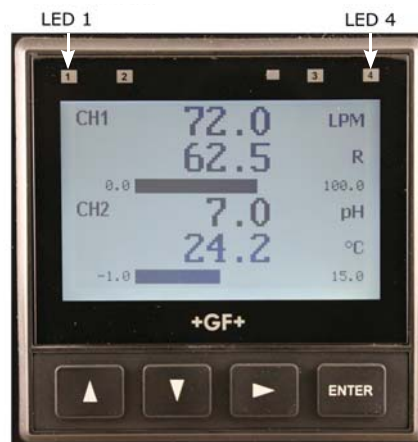 LED 1 LED 4
1 2 3 4
CH1 72.0 LPM
62.5 R
0.0 100.0
CH2 7.0 pH
24.2 °C
-1.0 15.0
+GF+
ENTER